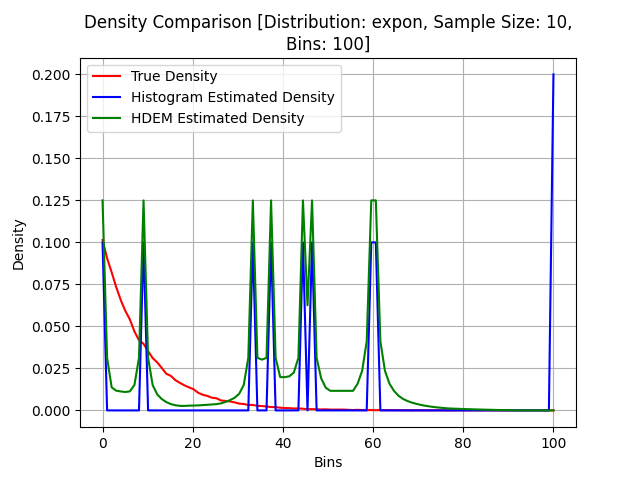 Density Comparison [Distribution: expon, Sample Size: 10,
Bins: 100]
True Density
Histogram Estimated Density
HDEM Estimated Density
Density
0.200
0.175
0.150
0.125
0.100
0.075
0.050
0.025
0.000
0 20 40 60 80 100
Bins